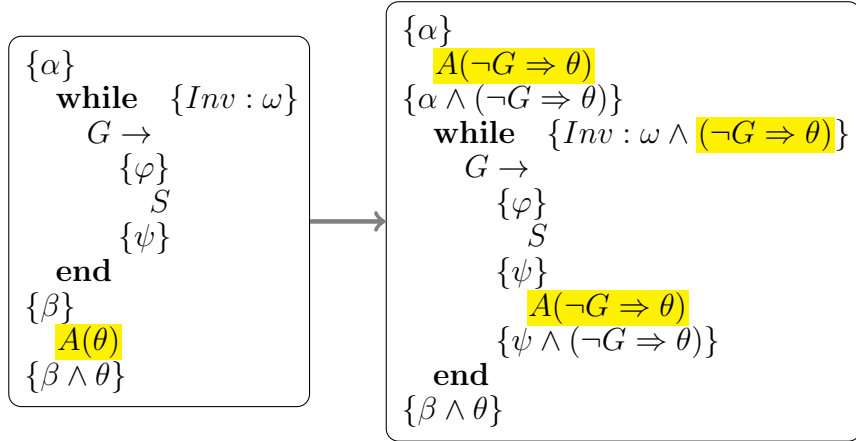 {α}
while {Inv : ω}
G →
{φ}
S
{ψ}
end
{β}
A(θ)
{β ∧ θ}
{α}
A(¬G ⇒ θ)
{α ∧ (¬G ⇒ θ)}
while {Inv : ω ∧ (¬G ⇒ θ)}
G →
{φ}
S
{ψ}
A(¬G ⇒ θ)
{ψ ∧ (¬G ⇒ θ)}
end
{β ∧ θ}